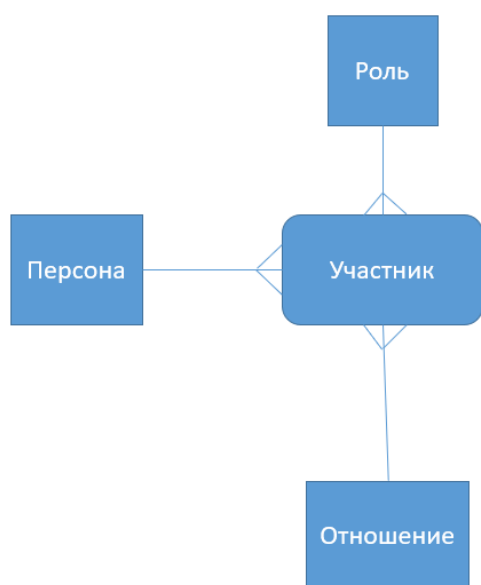 Роль
Персона
Участник
Отношение